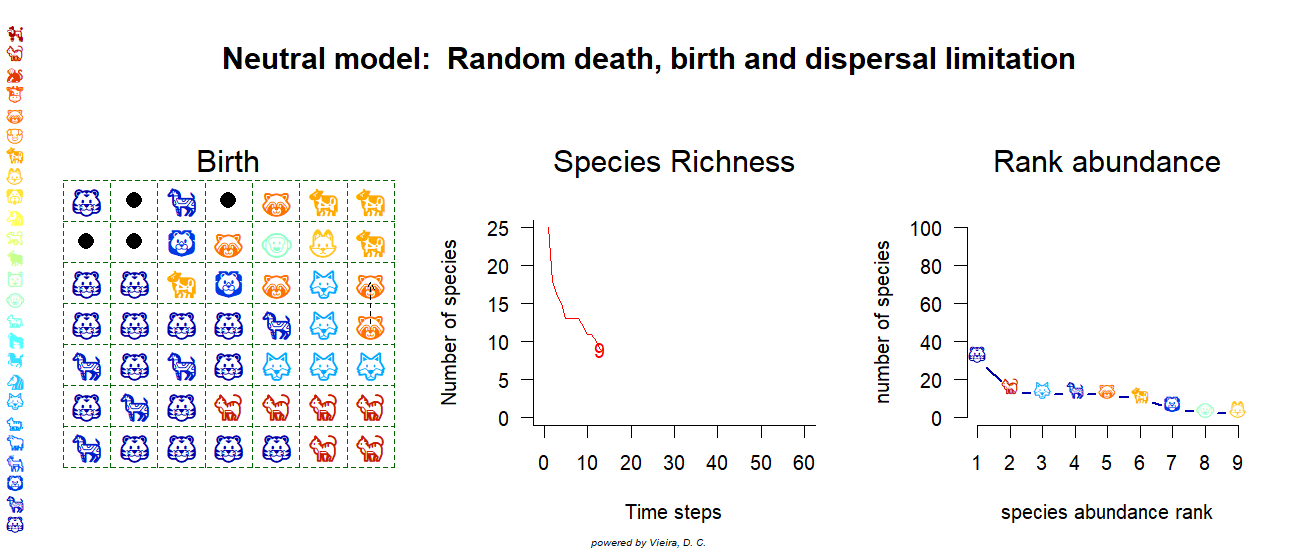 Neutral model:  Random death, birth and dispersal limitation
Birth
Species Richness
Number of species
25
20
15
10
5
0
9
0 10 20 30 40 50 60
Time steps
Rank abundance
number of species
100
80
60
40
20
0
1 2 3 4 5 6 7 8 9
species abundance rank
powered by Vieira, D. C.